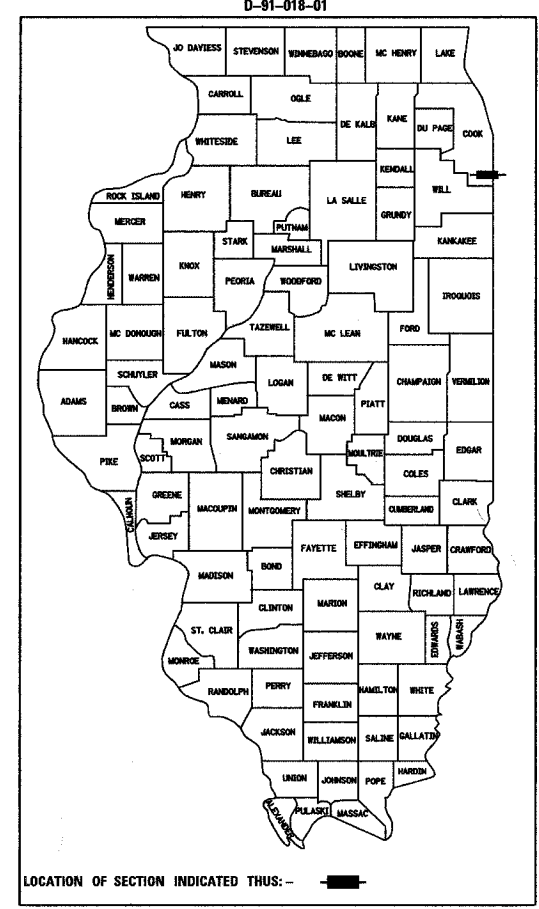 D-91-018-01
JO DAVIESS STEVENSON WINNEBAGO BOONE MC HENRY LAKE
CARROLL OGLE DE KALB KANE DU PAGE COOK
WHITESIDE LEE
KENDALL WILL
ROCK ISLAND HENRY BUREAU LA SALLE GRUNDY
MERCER PUTNAM
STARK MARSHALL KANKAKEE
HENDERSON WARREN KNOX PEORIA WOODFORD LIVINGSTON IROQUOIS
HANCOCK MC DONOUGH FULTON TAZEWELL MC LEAN FORD
MASON
SCHUYLER LOGAN DE WITT CHAMPAIGN VERMILION
ADAMS BROWN CASS MENARD PIATT
MACON
MORGAN SANGAMON DOUGLAS
PIKE SCOTT CHRISTIAN MOULTRIE COLES EDGAR
GREENE MACOUPIN MONTGOMERY SHELBY CUMBERLAND CLARK
CALHOUN JERSEY
FAYETTE EFFINGHAM JASPER CRAWFORD
MADISON BOND
CLAY RICHLAND LAWRENCE
CLINTON MARION
ST. CLAIR WAYNE EDWARDS WABASH
WASHINGTON JEFFERSON
MONROE
RANDOLPH PERRY HAMILTON WHITE
FRANKLIN
JACKSON WILLIAMSON SALINE GALLATIN
UNION JOHNSON POPE HARDIN
ALEXANDER PULASKI MASSAC
LOCATION OF SECTION INDICATED THUS: –